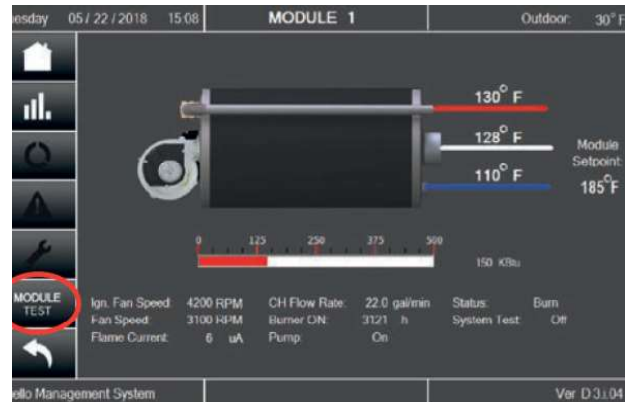 esday 05 / 22 / 2018 15:08 MODULE 1 Outdoor: 30° F
130° F
128° F
Module
Setpoint:
110° F
185°F
0 125 250 375 500
150 KBtu
MODULE
TEST
Ign. Fan Speed: 4200 RPM CH Flow Rate: 22.0 gal/min Status: Burn
Fan Speed: 3100 RPM Burner ON: 3121 h System Test: Off
Flame Current: 6 uA Pump: On
ello Management System Ver D 3.i.04